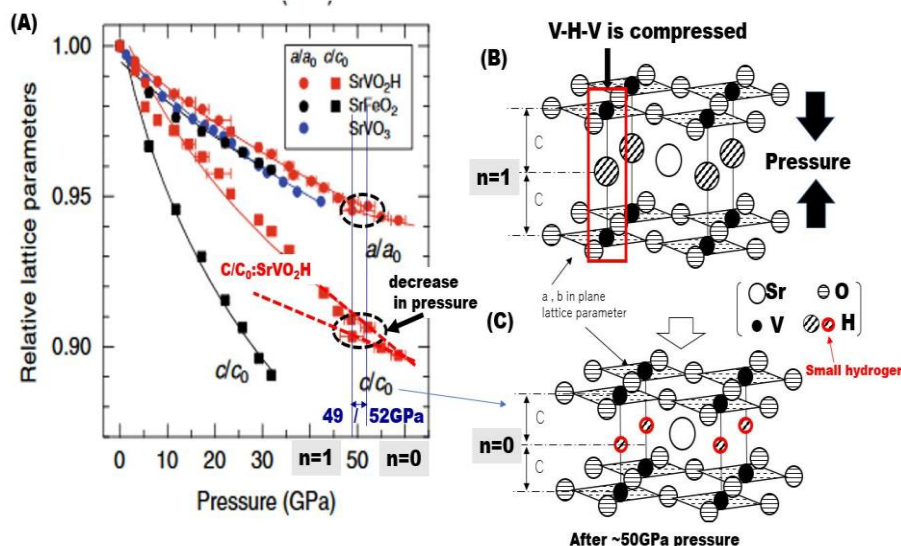 (A)
Relative lattice parameters
1.00
0.95
0.90
a/a₀ c/c₀
SrVO₂H
SrFeO₂
SrVO₃
a/a₀
C/C₀:SrVO₂H
decrease
in pressure
c/c₀
c/c₀
49 / 52GPa
0 10 20 30 n=1 50 n=0
Pressure (GPa)
V-H-V is compressed
(B)
C
n=1
C
Pressure
a , b in plane
lattice parameter
Sr O
V H
Small hydrogen
(C)
C
n=0
C
After ~50GPa pressure